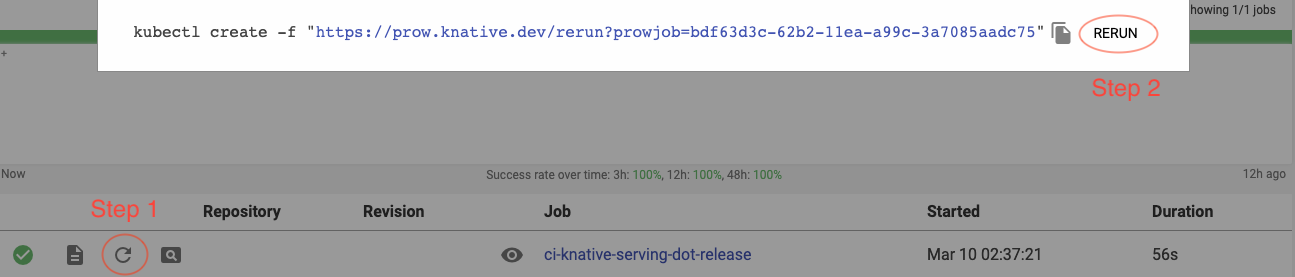 howing 1/1 jobs
kubectl create -f "https://prow.knative.dev/rerun?prowjob=bdf63d3c-62b2-11ea-a99c-3a7085aadc75" RERUN
+
Step 2
Now Success rate over time: 3h: 100%, 12h: 100%, 48h: 100% 12h ago
Step 1
Repository Revision Job Started Duration
ci-knative-serving-dot-release Mar 10 02:37:21 56s